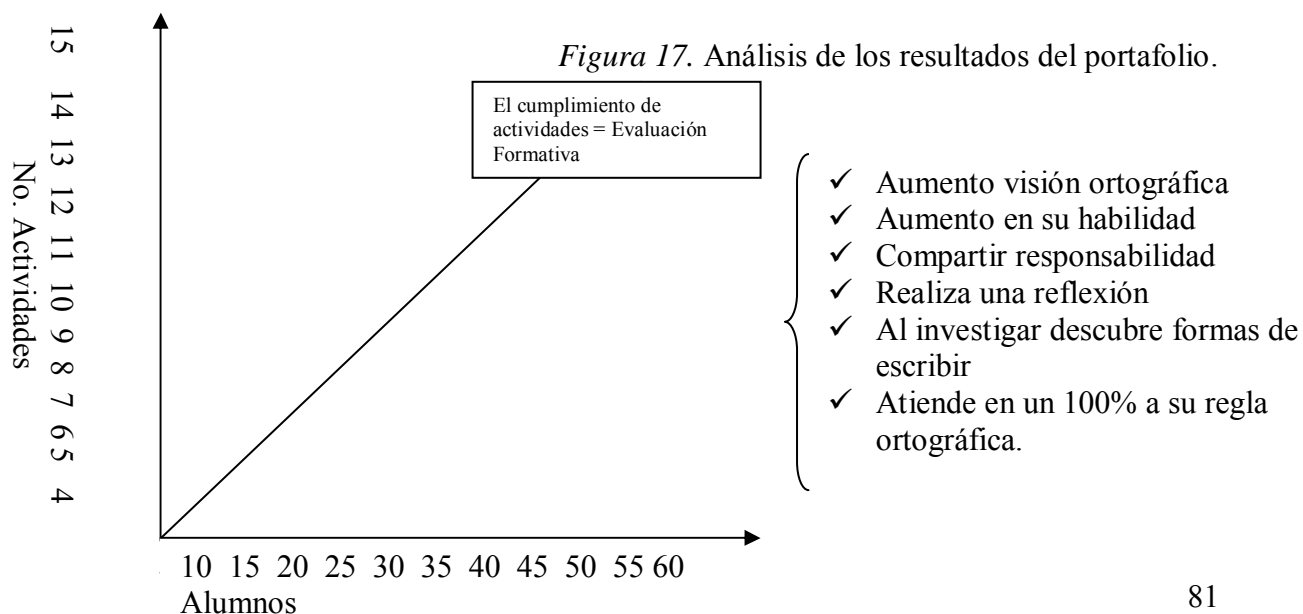 Figura 17. Análisis de los resultados del portafolio.
El cumplimiento de
actividades = Evaluación
Formativa
15 14 13 12 11 10 9 8 7 6 5 4
No. Actividades
✓ Aumento visión ortográfica
✓ Aumento en su habilidad
✓ Compartir responsabilidad
✓ Realiza una reflexión
✓ Al investigar descubre formas de
escribir
✓ Atiende en un 100% a su regla
ortográfica.
10 15 20 25 30 35 40 45 50 55 60
Alumnos
81